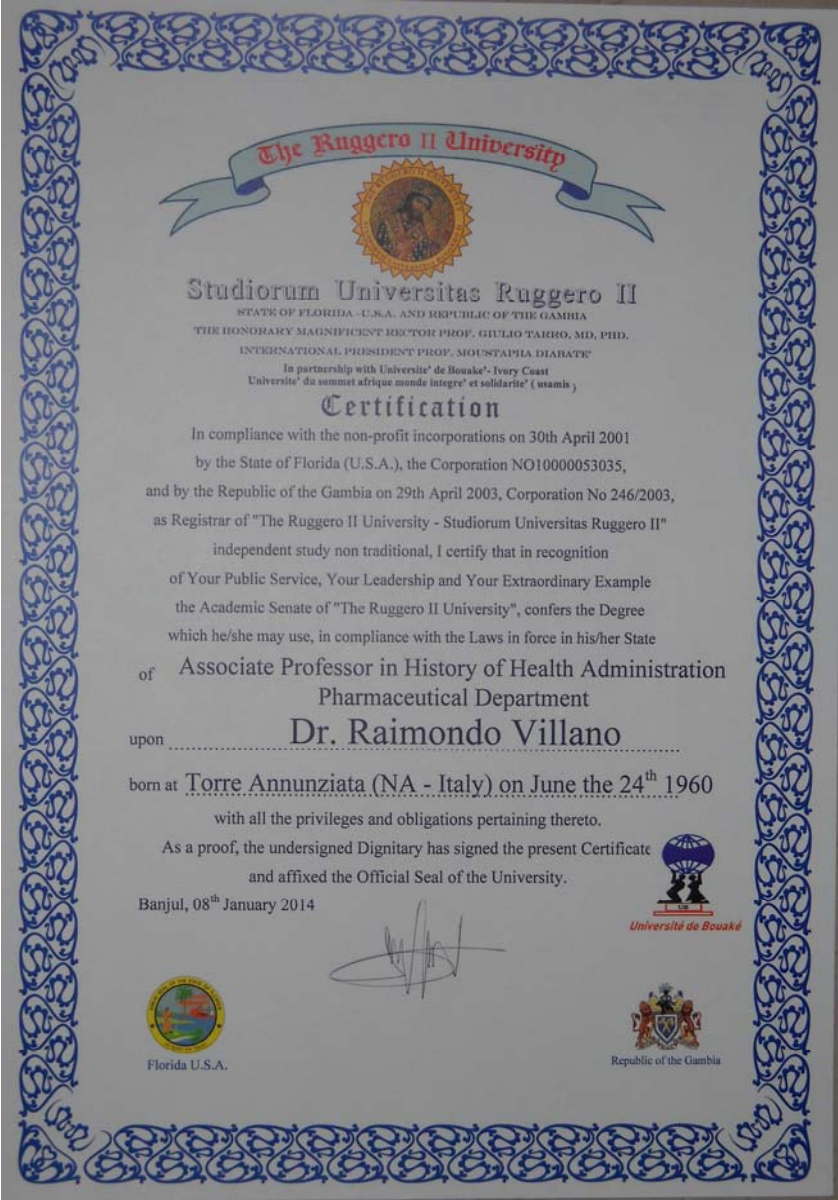 The Ruggero II University
Studiorum Universitas Ruggero II
STATE OF FLORIDA -U.S.A. AND REPUBLIC OF THE GAMBIA
THE HONORARY MAGNIFICENT RECTOR PROF. GIULIO TARRO, MD, PHD.
INTERNATIONAL PRESIDENT PROF. MOUSTAPHA DIABATE'
In partnership with Universite' de Bouake'- Ivory Coast
Universite' du sommet afrique monde integre' et solidarite' ( usamis )
Certification
In compliance with the non-profit incorporations on 30th April 2001
by the State of Florida (U.S.A.), the Corporation NO10000053035,
and by the Republic of the Gambia on 29th April 2003, Corporation No 246/2003,
as Registrar of "The Ruggero II University - Studiorum Universitas Ruggero II"
independent study non traditional, I certify that in recognition
of Your Public Service, Your Leadership and Your Extraordinary Example
the Academic Senate of "The Ruggero II University", confers the Degree
which he/she may use, in compliance with the Laws in force in his/her State
of Associate Professor in History of Health Administration
Pharmaceutical Department
upon Dr. Raimondo Villano
born at Torre Annunziata (NA - Italy) on June the 24th 1960
with all the privileges and obligations pertaining thereto.
As a proof, the undersigned Dignitary has signed the present Certificate
and affixed the Official Seal of the University.
Banjul, 08th January 2014
UB
Université de Bouaké
Florida U.S.A.
Republic of the Gambia